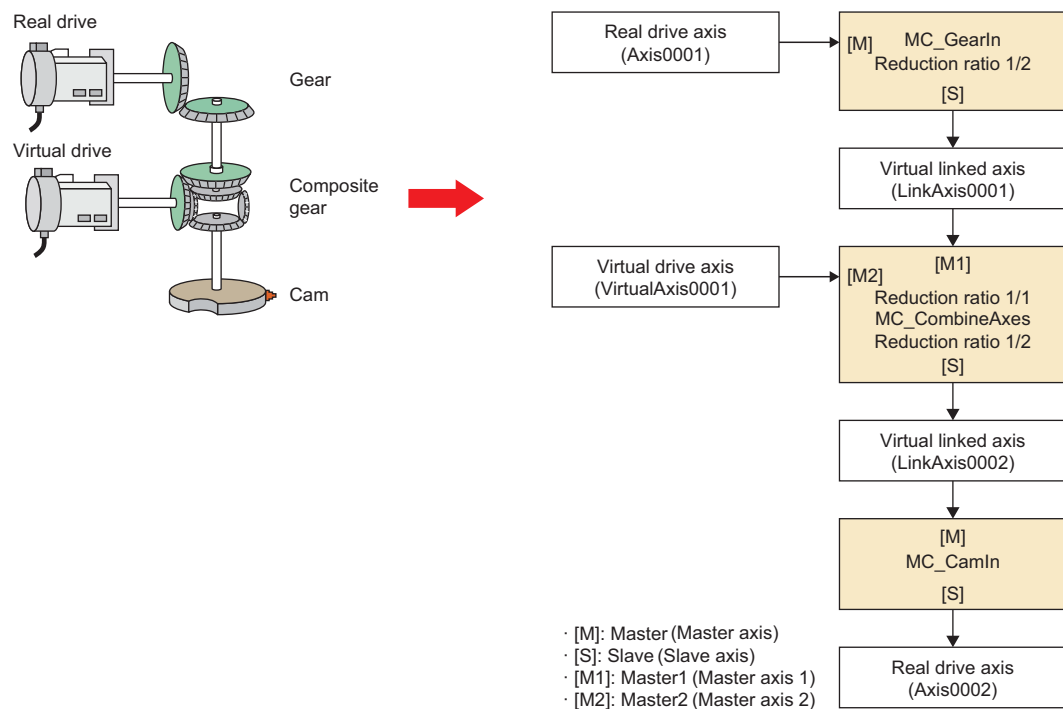 Real drive
Gear
Virtual drive
Composite
gear
Cam
Real drive axis
(Axis0001)
[M]
MC_GearIn
Reduction ratio 1/2
[S]
Virtual linked axis
(LinkAxis0001)
Virtual drive axis
(VirtualAxis0001)
[M1]
[M2]
Reduction ratio 1/1
MC_CombineAxes
Reduction ratio 1/2
[S]
Virtual linked axis
(LinkAxis0002)
[M]
MC_CamIn
[S]
Real drive axis
(Axis0002)
· [M]: Master (Master axis)
· [S]: Slave (Slave axis)
· [M1]: Master1 (Master axis 1)
· [M2]: Master2 (Master axis 2)